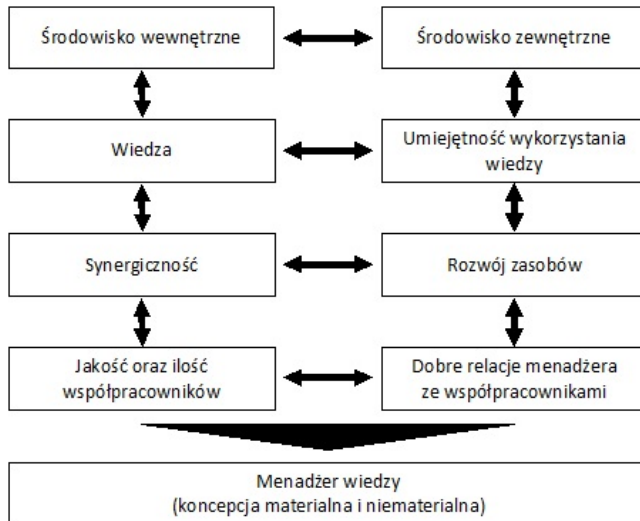 Środowisko wewnętrzne
Środowisko zewnętrzne
Wiedza
Umiejętność wykorzystania
wiedzy
Synergiczność
Rozwój zasobów
Jakość oraz ilość
współpracowników
Dobre relacje menadżera
ze współpracownikami
Menadżer wiedzy
(koncepcja materialna i niematerialna)